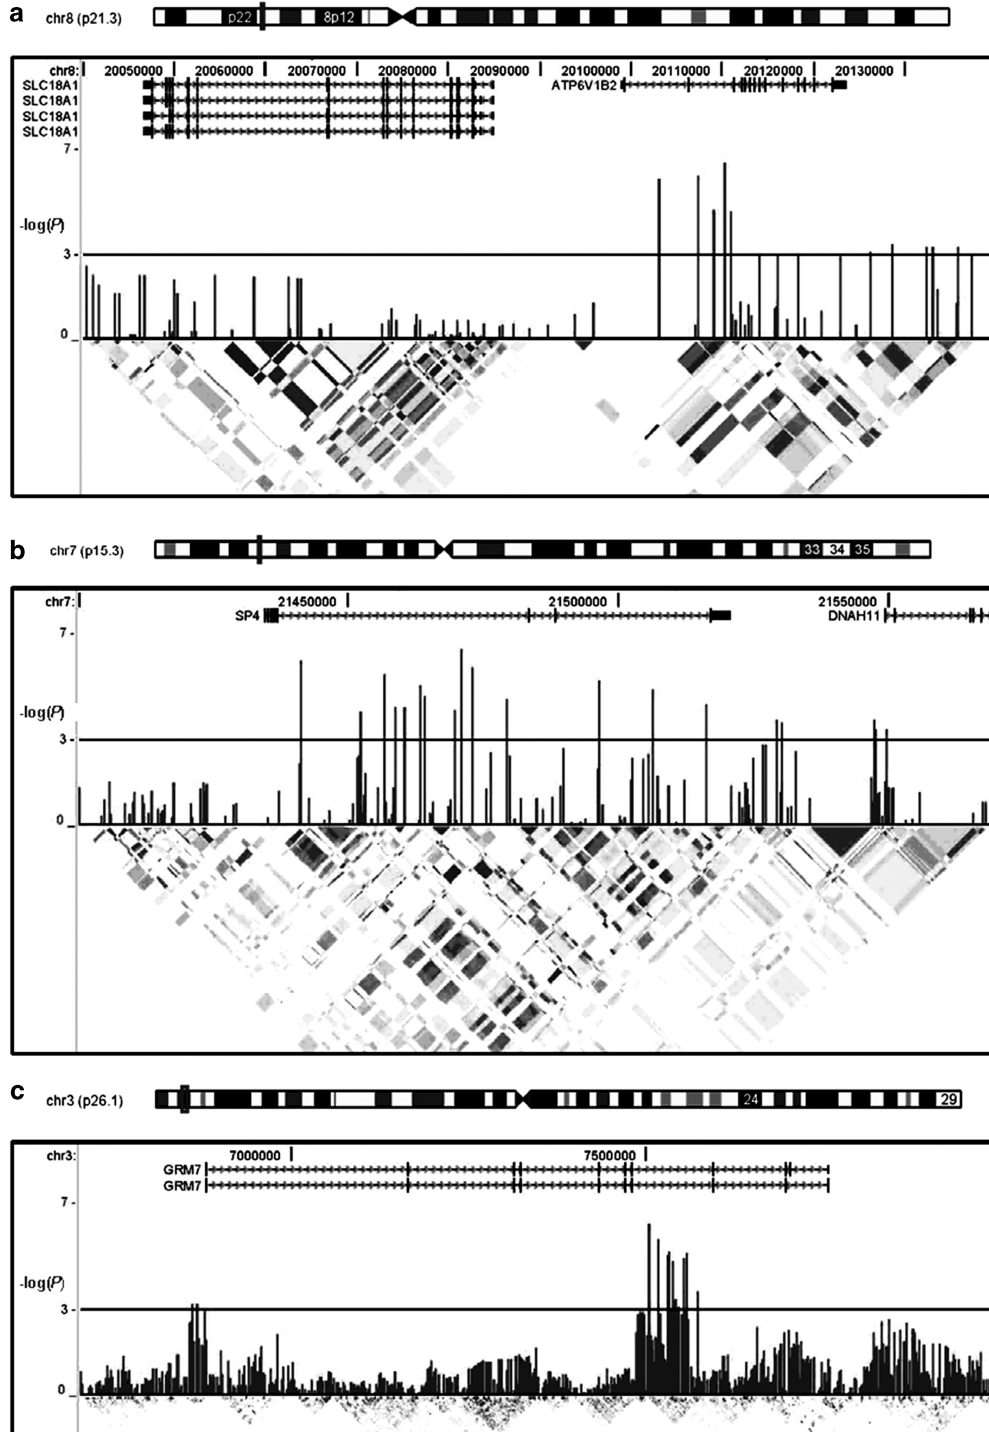 a
chr8 (p21.3) p22 8p12
chr8: 20050000 20060000 20070000 20080000 20090000 20100000 20110000 20120000 20130000
SLC18A1 ATP6V1B2
SLC18A1
SLC18A1
SLC18A1
7
-log(P)
3
0
b
chr7 (p15.3) 33 34 35
chr7: 21450000 21500000 21550000
SP4 DNAH11
7
-log(P)
3
0
c
chr3 (p26.1) 24 29
chr3: 7000000 7500000
GRM7
GRM7
7
-log(P)
3
0